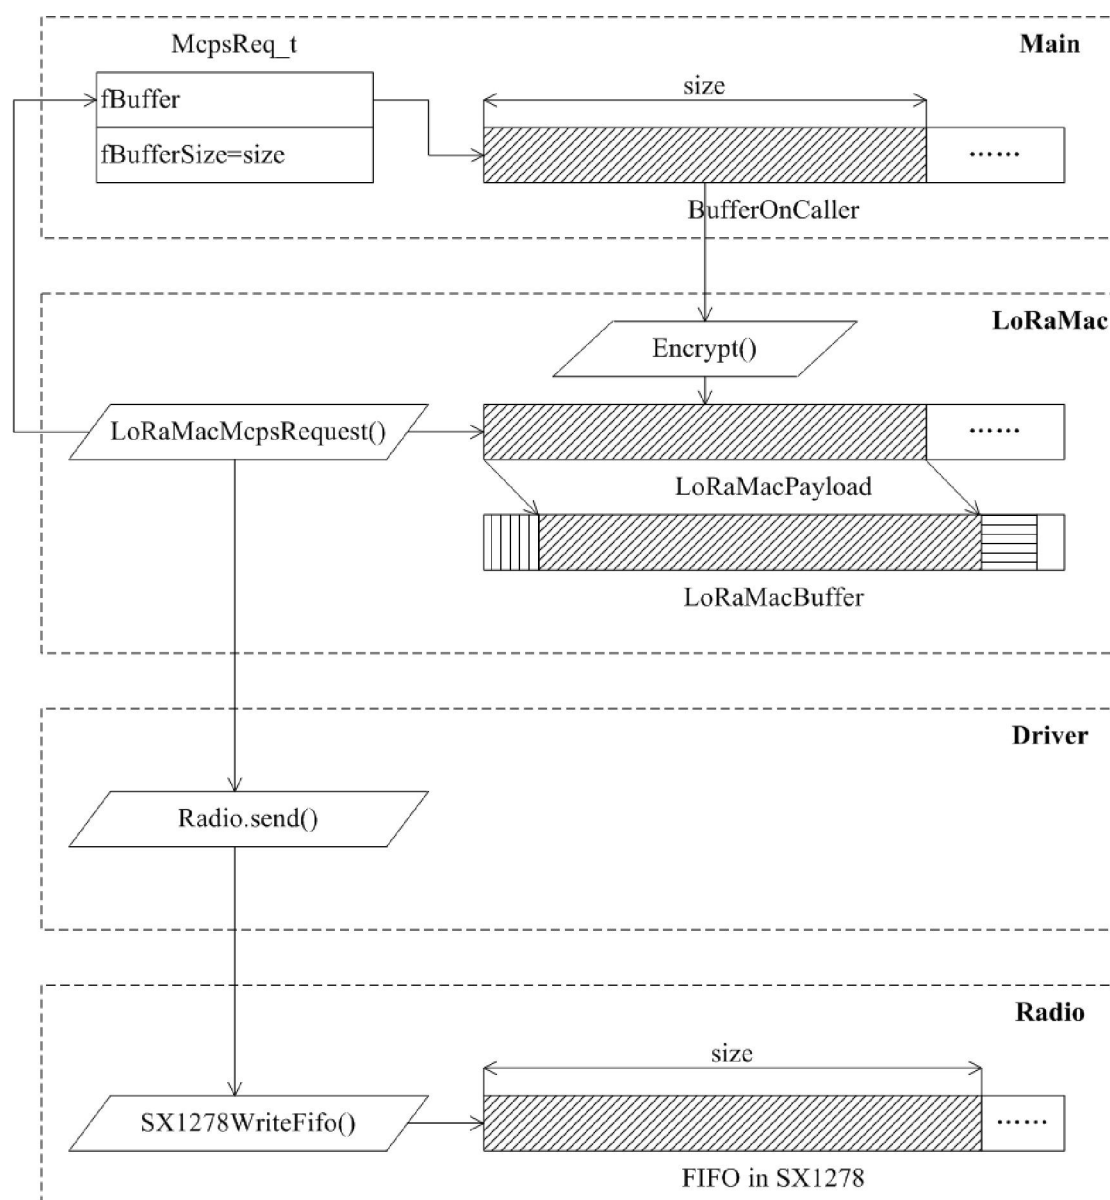 McpsReq_t
Main
fBuffer
size
fBufferSize=size
······
BufferOnCaller
LoRaMac
Encrypt()
LoRaMacMcpsRequest()
······
LoRaMacPayload
LoRaMacBuffer
Driver
Radio.send()
Radio
size
SX1278WriteFifo()
······
FIFO in SX1278